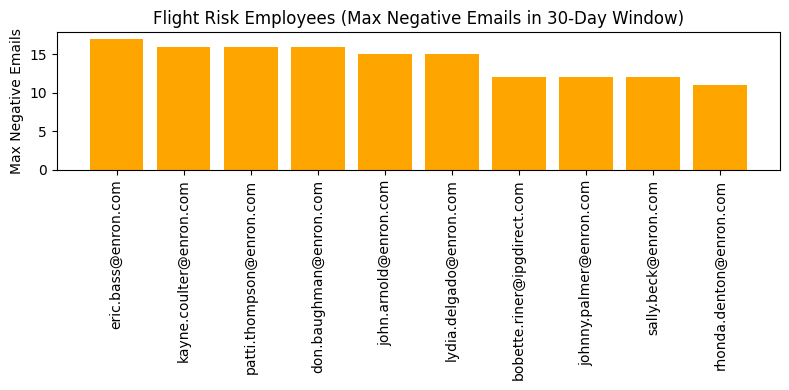 Flight Risk Employees (Max Negative Emails in 30-Day Window)
Max Negative Emails
15
10
5
0
eric.bass@enron.com
kayne.coulter@enron.com
patti.thompson@enron.com
don.baughman@enron.com
john.arnold@enron.com
lydia.delgado@enron.com
bobette.riner@ipgdirect.com
johnny.palmer@enron.com
sally.beck@enron.com
rhonda.denton@enron.com